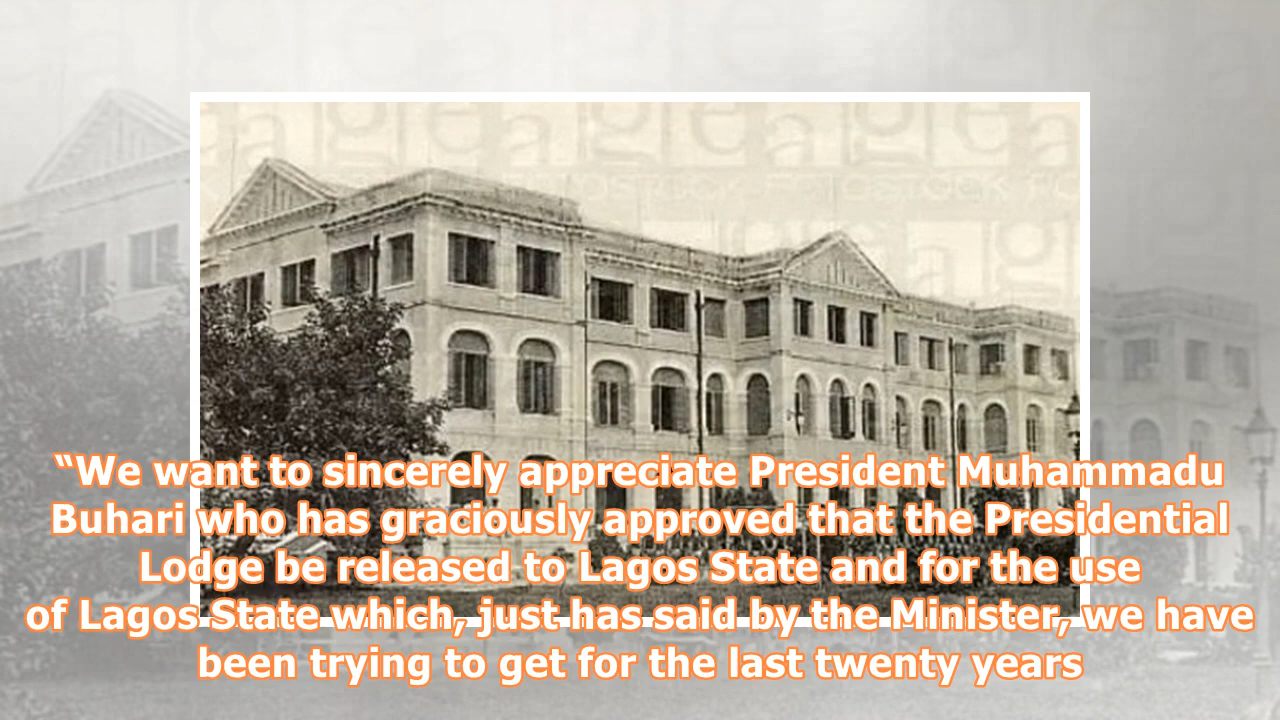 “We want to sincerely appreciate President Muhammadu
Buhari who has graciously approved that the Presidential
Lodge be released to Lagos State and for the use
of Lagos State which, just has said by the Minister, we have
been trying to get for the last twenty years